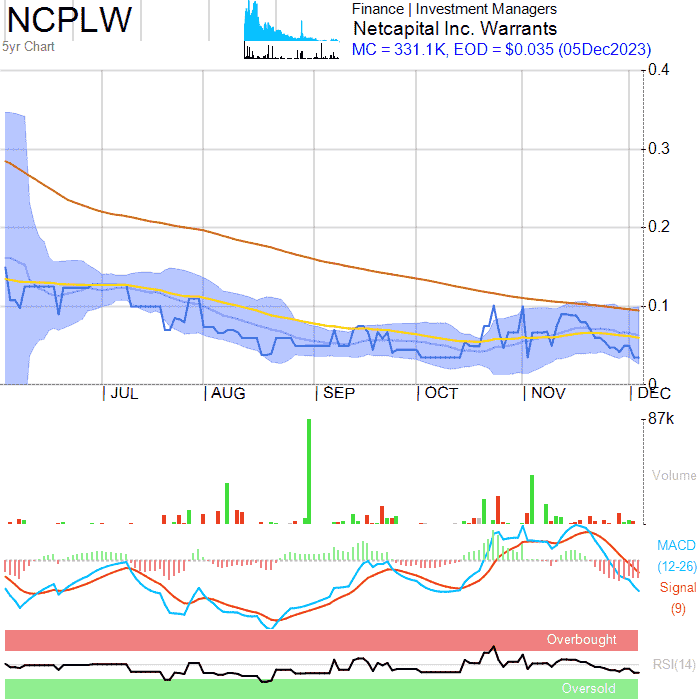 NCPLW
5yr Chart
Finance | Investment Managers
Netcapital Inc. Warrants
MC = 331.1K, EOD = $0.035 (05Dec2023)
0.4
0.3
0.2
0.1
0
JUL AUG SEP OCT NOV DEC
87k
Volume
MACD
(12-26)
Signal
(9)
Overbought
RSI(14)
Oversold